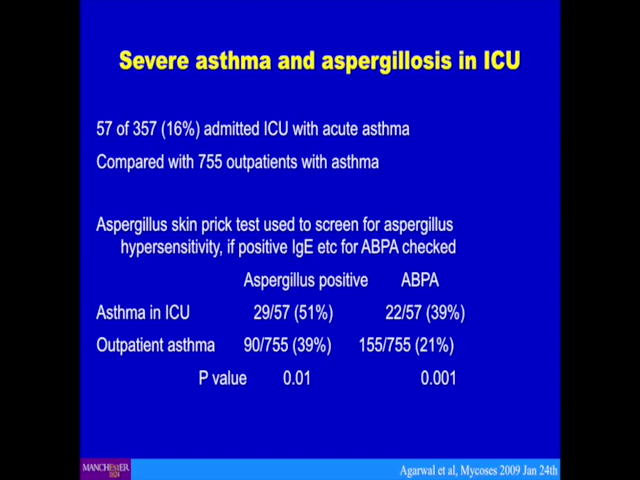 Severe asthma and aspergillosis in ICU
57 of 357 (16%) admitted ICU with acute asthma
Compared with 755 outpatients with asthma
Aspergillus skin prick test used to screen for aspergillus
hypersensitivity, if positive IgE etc for ABPA checked
Aspergillus positive ABPA
Asthma in ICU 29/57 (51%) 22/57 (39%)
Outpatient asthma 90/755 (39%) 155/755 (21%)
P value 0.01 0.001
MANCHESTER
1824
Agarwal et al, Mycoses 2009 Jan 24th